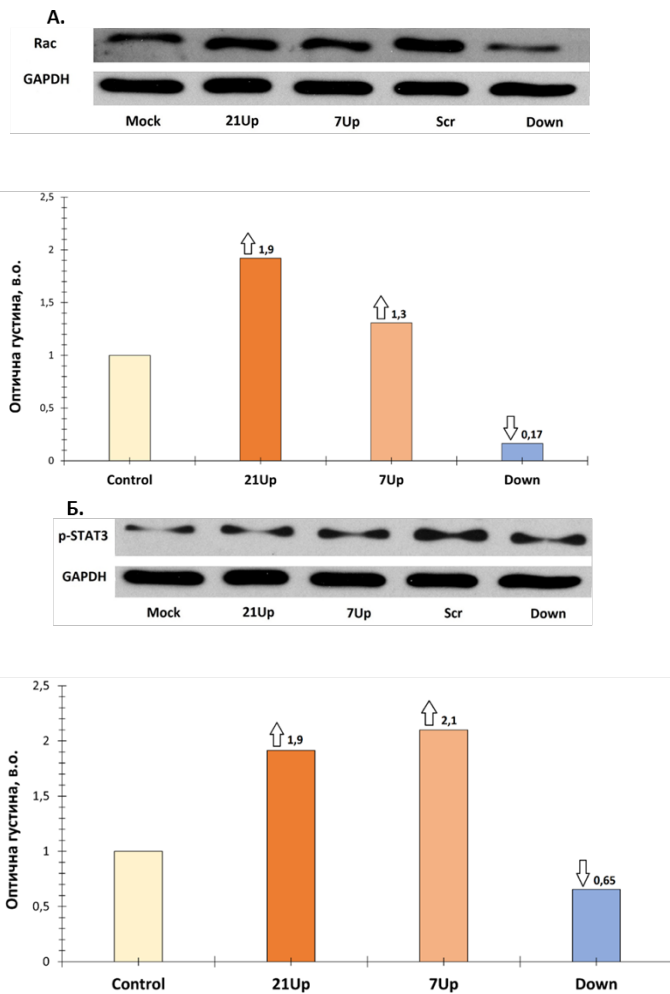 А.
Rac
GAPDH
Mock 21Up 7Up Scr Down
Оптична густина, в.о.
2,5
2
1,5
1
0,5
0
1,9
1,3
0,17
Control 21Up 7Up Down
Б.
p-STAT3
GAPDH
Mock 21Up 7Up Scr Down
Оптична густина, в.о.
2,5
2
1,5
1
0,5
0
1,9
2,1
0,65
Control 21Up 7Up Down